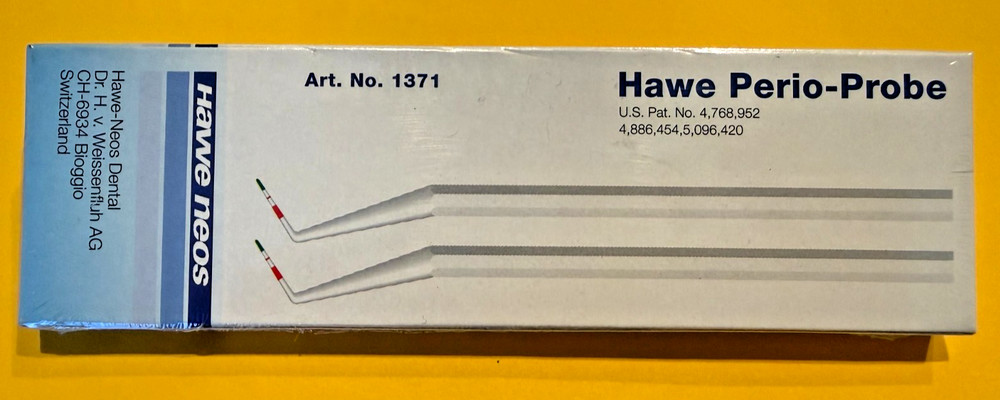 Art. No. 1371
Hawe Perio-Probe
U.S. Pat. No. 4,768,952
4,886,454,5,096,420
Hawe neos
Hawe-Neos Dental
Dr. H. v. Weissenfluh AG
CH-6934 Bioggio
Switzerland